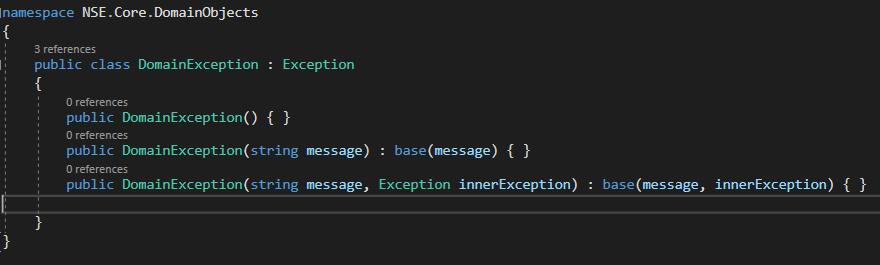 namespace NSE.Core.DomainObjects
{
3 references
public class DomainException : Exception
{
0 references
public DomainException() { }
0 references
public DomainException(string message) : base(message) { }
0 references
public DomainException(string message, Exception innerException) : base(message, innerException) { }
}
}